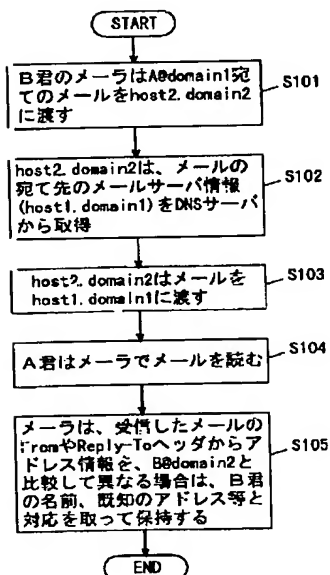 START
B君のメーラはA@domain1宛
てのメールをhost2.domain2
に渡す
S101
host2.domain2は、メールの
宛て先のメールサーバ情報
(host1.domain1)をDNSサーバ
から取得
S102
host2.domain2はメールを
host1.domain1に渡す
S103
A君はメーラでメールを読む
S104
メーラは、受信したメールの
FromやReply-Toヘッダからア
ドレス情報を、B@domain2と
比較して異なる場合は、B君
の名前、既知のアドレス等と
対応を取って保持する
S105
END